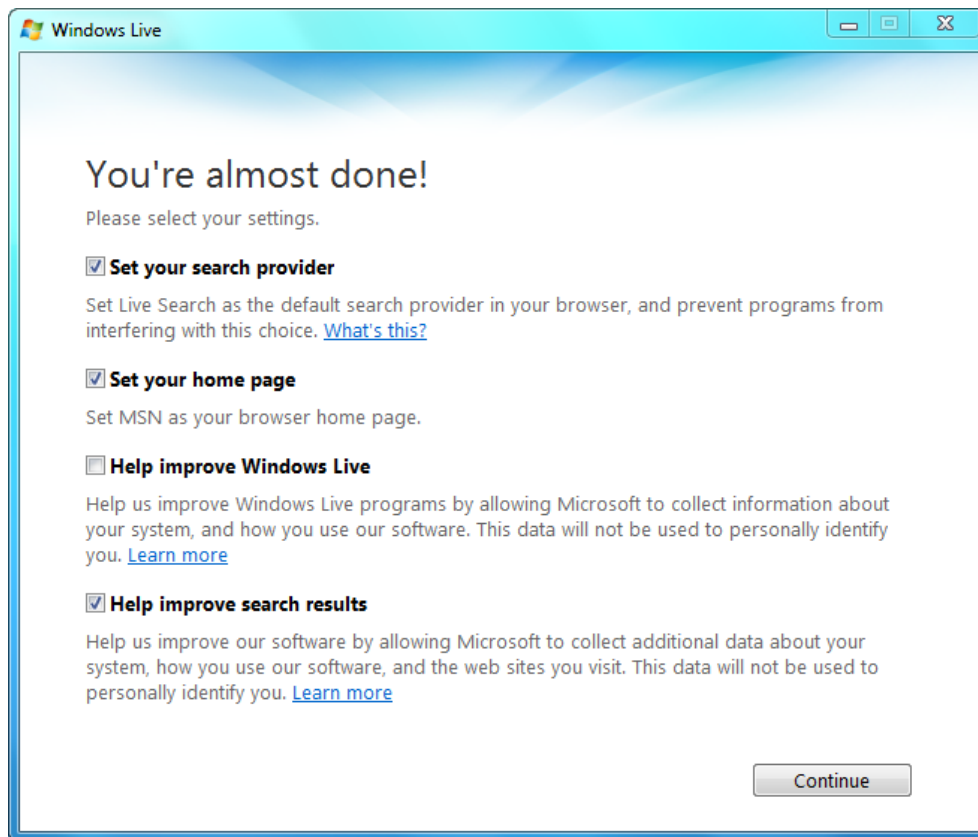 Windows Live
You're almost done!
Please select your settings.
Set your search provider
Set Live Search as the default search provider in your browser, and prevent programs from
interfering with this choice. What's this?
Set your home page
Set MSN as your browser home page.
Help improve Windows Live
Help us improve Windows Live programs by allowing Microsoft to collect information about
your system, and how you use our software. This data will not be used to personally identify
you. Learn more
Help improve search results
Help us improve our software by allowing Microsoft to collect additional data about your
system, how you use our software, and the web sites you visit. This data will not be used to
personally identify you. Learn more
Continue